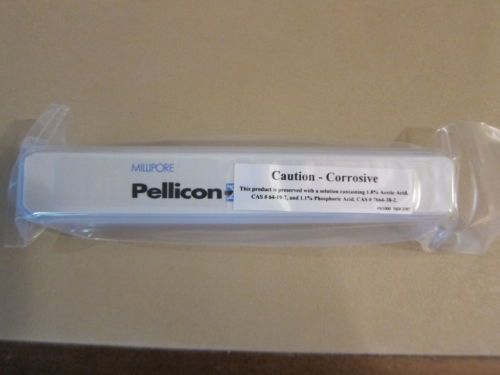 MILLIPORE
Pellicon
Caution - Corrosive
This product is preserved with a solution containing 1.8% Acetic Acid,
CAS # 64-19-7, and 1.1% Phosphoric Acid, CAS # 7664-38-2.